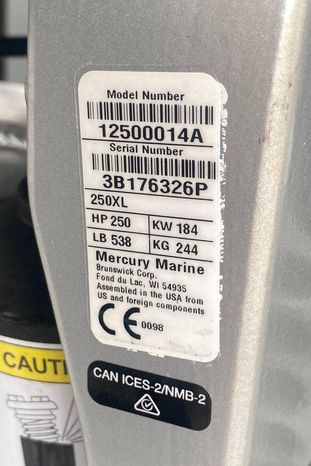 Model Number
12500014A
Serial Number
3B176326P
250XL
HP 250 KW 184
LB 538 KG 244
Mercury Marine
Brunswick Corp.
Fond du Lac, WI 54935
Assembled in the USA from
US and foreign components
CE 0098
CAUT
CAN ICES-2/NMB-2